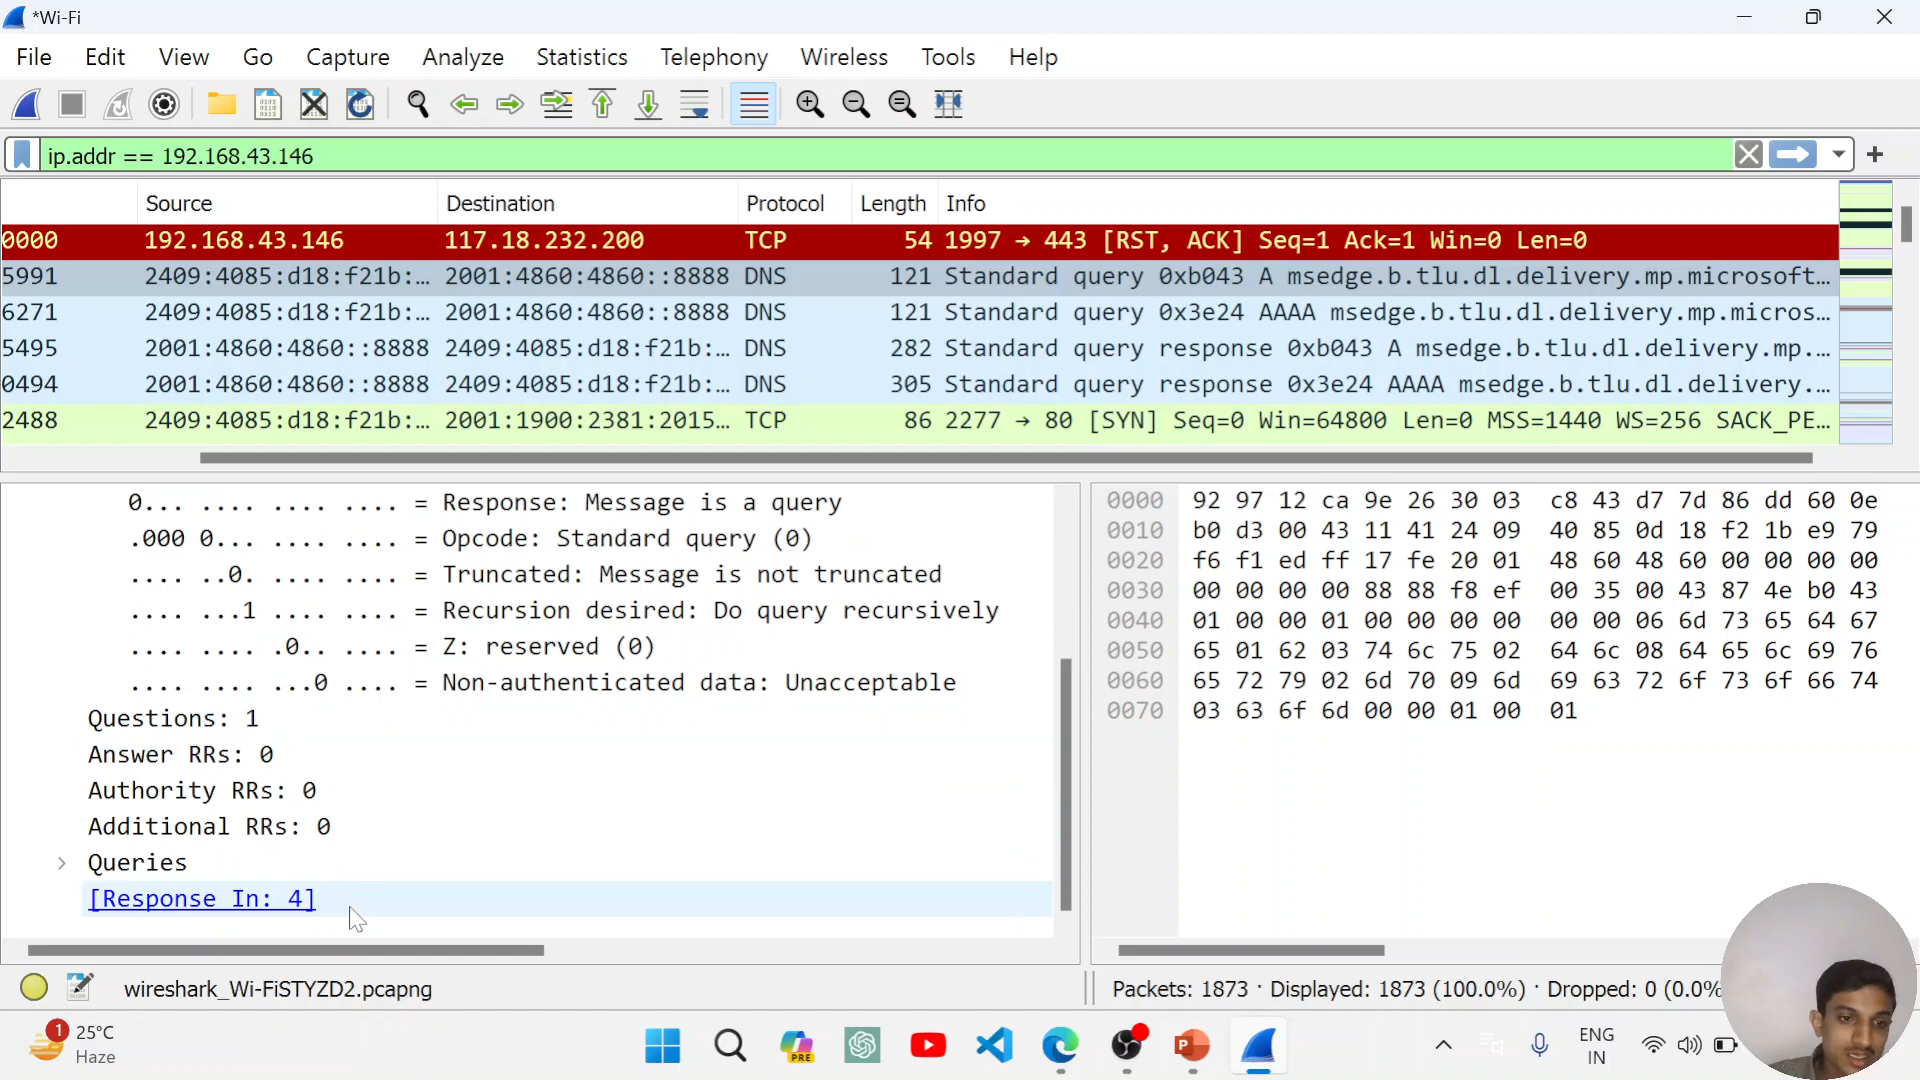 *Wi-Fi
File Edit View Go Capture Analyze Statistics Telephony Wireless Tools Help
ip.addr == 192.168.43.146
Source Destination Protocol Length Info
0000 192.168.43.146 117.18.232.200 TCP 54 1997 → 443 [RST, ACK] Seq=1 Ack=1 Win=0 Len=0
5991 2409:4085:d18:f21b:… 2001:4860:4860::8888 DNS 121 Standard query 0xb043 A msedge.b.tlu.dl.delivery.mp.microsoft…
6271 2409:4085:d18:f21b:… 2001:4860:4860::8888 DNS 121 Standard query 0x3e24 AAAA msedge.b.tlu.dl.delivery.mp.micros…
5495 2001:4860:4860::8888 2409:4085:d18:f21b:… DNS 282 Standard query response 0xb043 A msedge.b.tlu.dl.delivery.mp.…
0494 2001:4860:4860::8888 2409:4085:d18:f21b:… DNS 305 Standard query response 0x3e24 AAAA msedge.b.tlu.dl.delivery.…
2488 2409:4085:d18:f21b:… 2001:1900:2381:2015… TCP 86 2277 → 80 [SYN] Seq=0 Win=64800 Len=0 MSS=1440 WS=256 SACK_PE…
0... .... .... .... = Response: Message is a query
.000 0... .... .... = Opcode: Standard query (0)
.... ..0. .... .... = Truncated: Message is not truncated
.... ...1 .... .... = Recursion desired: Do query recursively
.... .... .0.. .... = Z: reserved (0)
.... .... ...0 .... = Non-authenticated data: Unacceptable
Questions: 1
Answer RRs: 0
Authority RRs: 0
Additional RRs: 0
Queries
[Response In: 4]
0000 92 97 12 ca 9e 26 30 03 c8 43 d7 7d 86 dd 60 0e
0010 b0 d3 00 43 11 41 24 09 40 85 0d 18 f2 1b e9 79
0020 f6 f1 ed ff 17 fe 20 01 48 60 48 60 00 00 00 00
0030 00 00 00 00 88 88 f8 ef 00 35 00 43 87 4e b0 43
0040 01 00 00 01 00 00 00 00 00 00 06 6d 73 65 64 67
0050 65 01 62 03 74 6c 75 02 64 6c 08 64 65 6c 69 76
0060 65 72 79 02 6d 70 09 6d 69 63 72 6f 73 6f 66 74
0070 03 63 6f 6d 00 00 01 00 01
wireshark_Wi-FiSTYZD2.pcapng
Packets: 1873 · Displayed: 1873 (100.0%) · Dropped: 0 (0.0%
1
25°C
Haze
PRE
P
ENG
IN